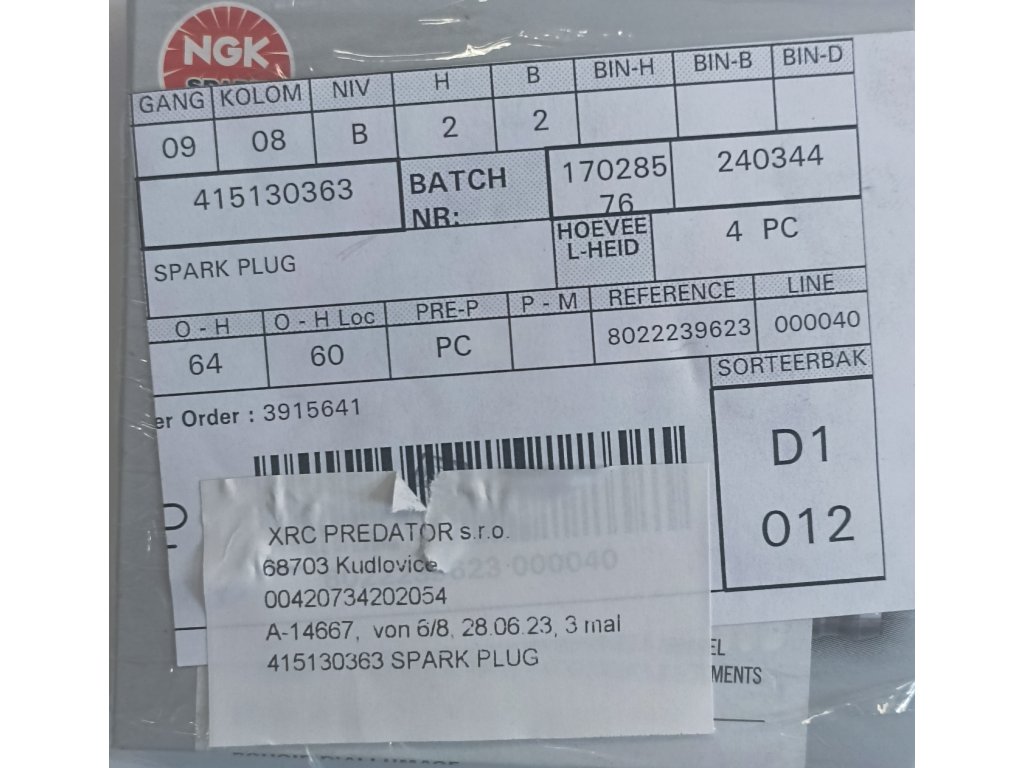 NGK
GANG KOLOM NIV H B BIN-H BIN-B BIN-D
09 08 B 2 2
415130363 BATCH NR: 170285 76 240344
SPARK PLUG HOEVEE L-HEID 4 PC
O - H O - H Loc PRE-P P - M REFERENCE LINE
64 60 PC 8022239623 000040
SORTEERBAK
er Order : 3915641
D1
012
XRC PREDATOR s.r.o.
68703 Kudlovice
00420734202054
A-14667, von 6/8, 28.06.23, 3 mal
415130363 SPARK PLUG
EL
MENTS